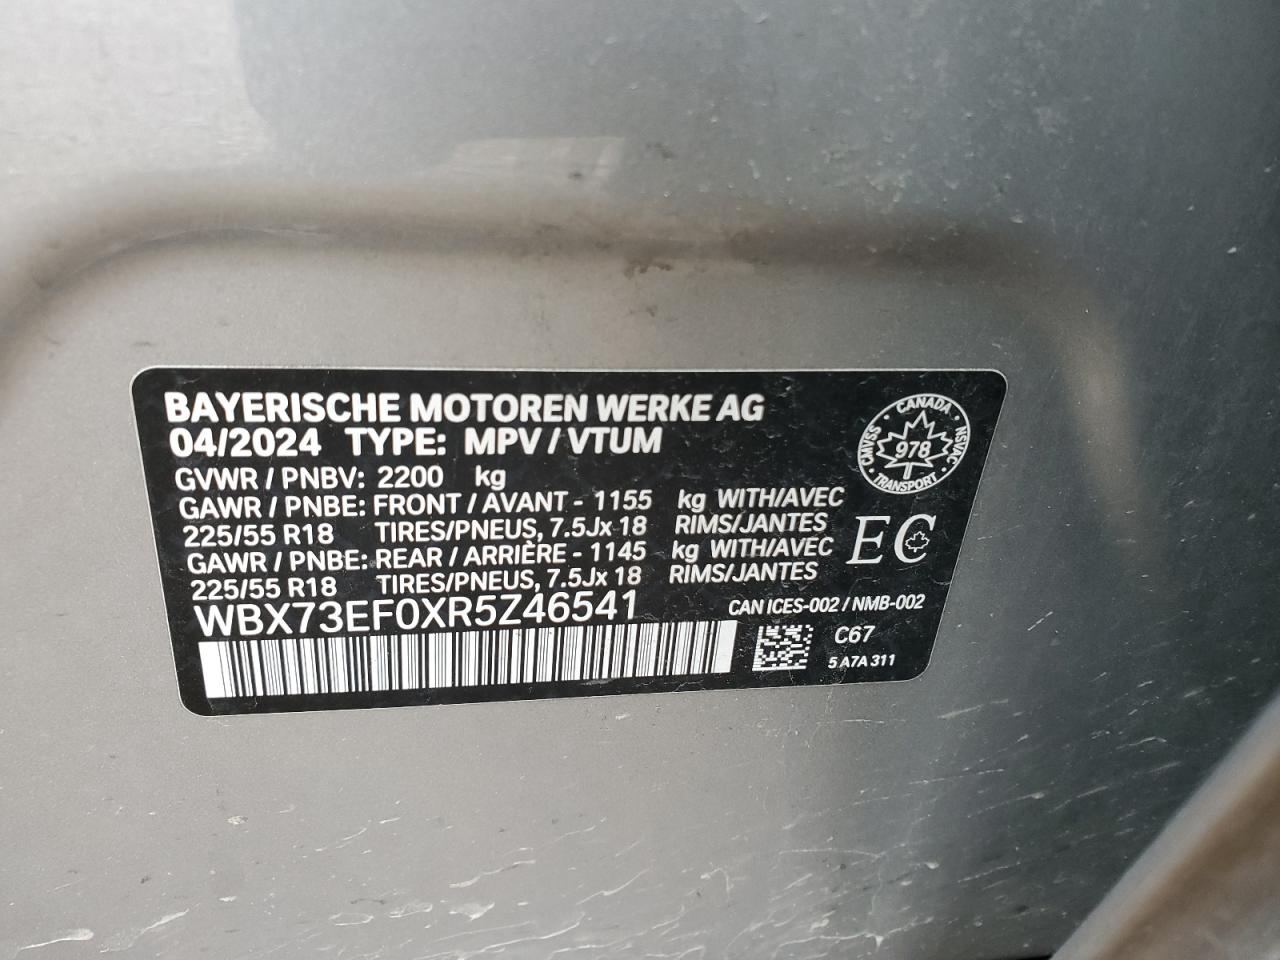 BAYERISCHE MOTOREN WERKE AG
04/2024 TYPE: MPV / VTUM
GVWR / PNBV: 2200 kg
GAWR / PNBE: FRONT / AVANT - 1155 kg WITH/AVEC
225/55 R18 TIRES/PNEUS, 7.5Jx 18 RIMS/JANTES
GAWR / PNBE: REAR / ARRIÈRE - 1145 kg WITH/AVEC
225/55 R18 TIRES/PNEUS, 7.5Jx 18 RIMS/JANTES
WBX73EF0XR5Z46541
CANADA
CMVSS 978 NSVAC
TRANSPORT
EC
CAN ICES-002 / NMB-002
C67
5 A7A 311